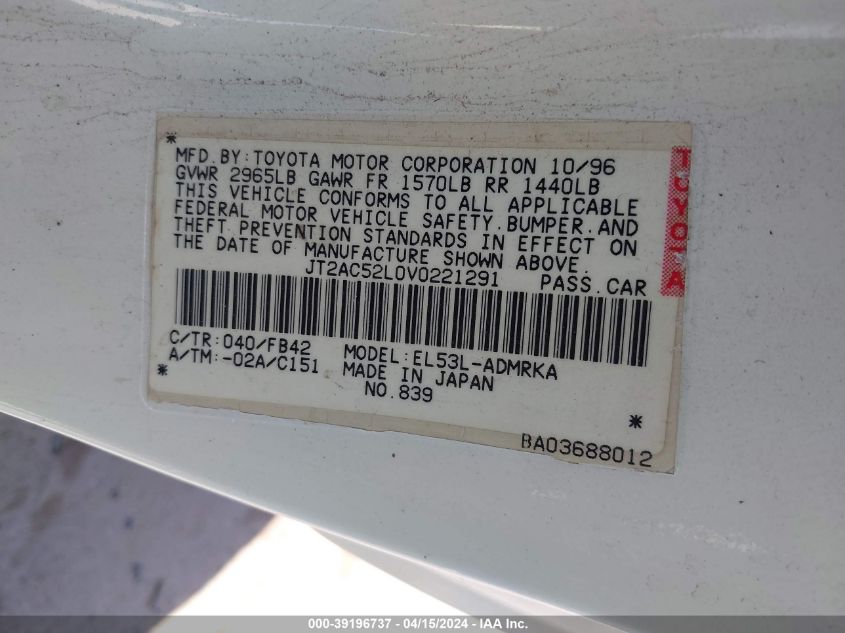 *
MFD.BY:TOYOTA MOTOR CORPORATION 10/96
GVWR 2965LB GAWR FR 1570LB RR 1440LB
THIS VEHICLE CONFORMS TO ALL APPLICABLE
FEDERAL MOTOR VEHICLE SAFETY.BUMPER.AND
THEFT.PREVENTION STANDARDS IN EFFECT ON
THE DATE OF MANUFACTURE SHOWN ABOVE.
JT2AC52L0V0221291 PASS.CAR
TOYOTA
C/TR:040/FB42 MODEL:EL53L-ADMRKA
A/TM:-02A/C151 MADE IN JAPAN
* NO.839 *
BA03688012
000-39196737 - 04/15/2024 - IAA Inc.